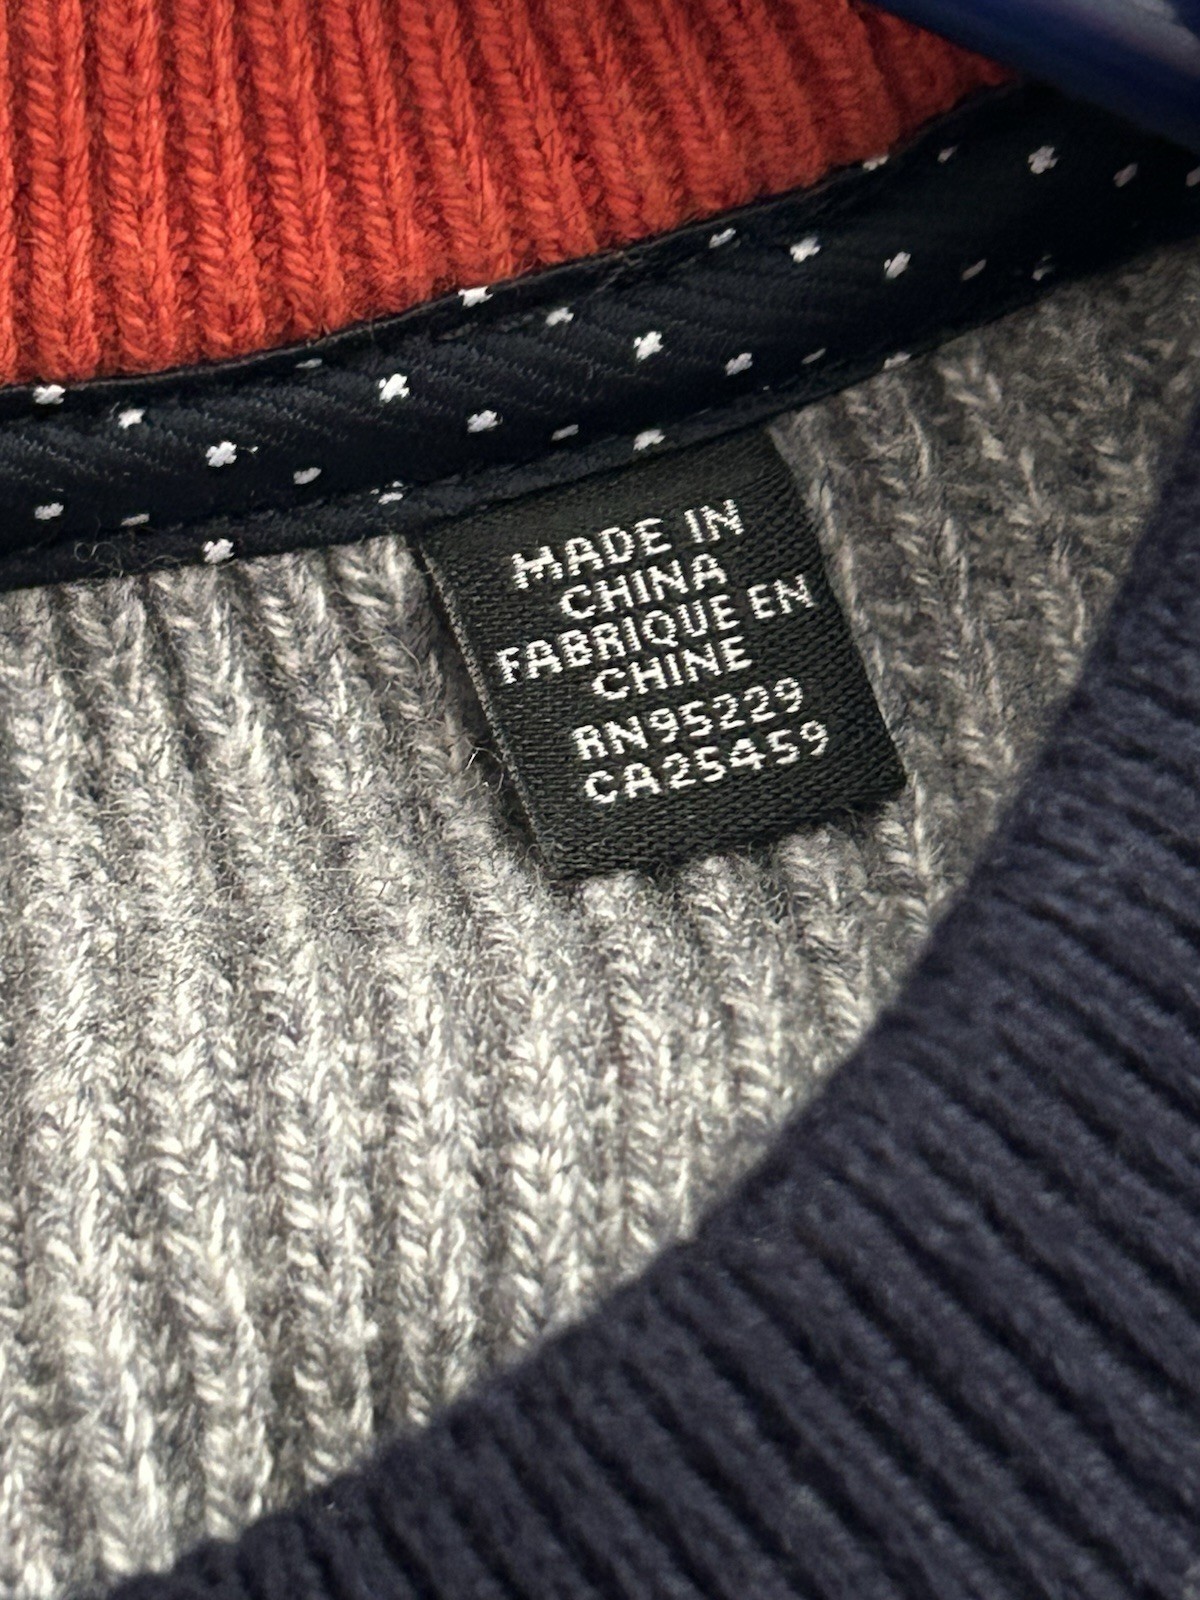 MADE IN
CHINA
FABRIQUE EN
CHINE
RN95229
CA25459